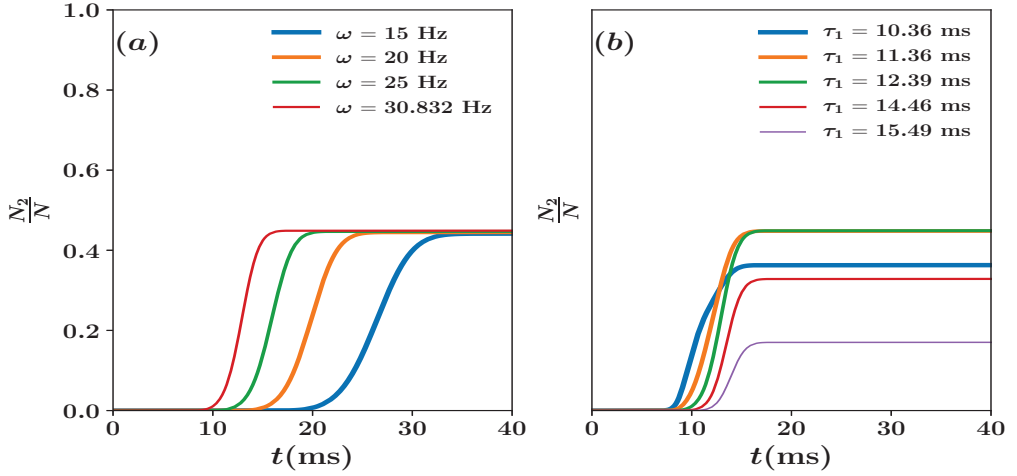 (a)
ω = 15 Hz
ω = 20 Hz
ω = 25 Hz
ω = 30.832 Hz
1.0
0.8
0.6
0.4
0.2
0.0
N₂/N
0 10 20 30 40
t(ms)
(b)
τ₁ = 10.36 ms
τ₁ = 11.36 ms
τ₁ = 12.39 ms
τ₁ = 14.46 ms
τ₁ = 15.49 ms
N₂/N
0 10 20 30 40
t(ms)